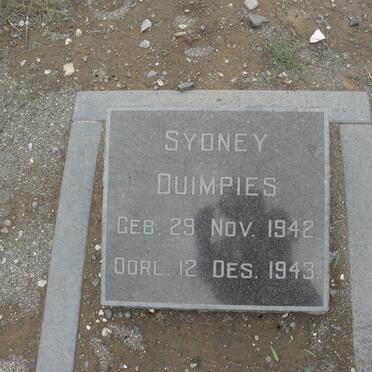 SYDNEY
DUIMPIES
GEB. 29 NOV. 1942
OORL. 12 DES. 1943